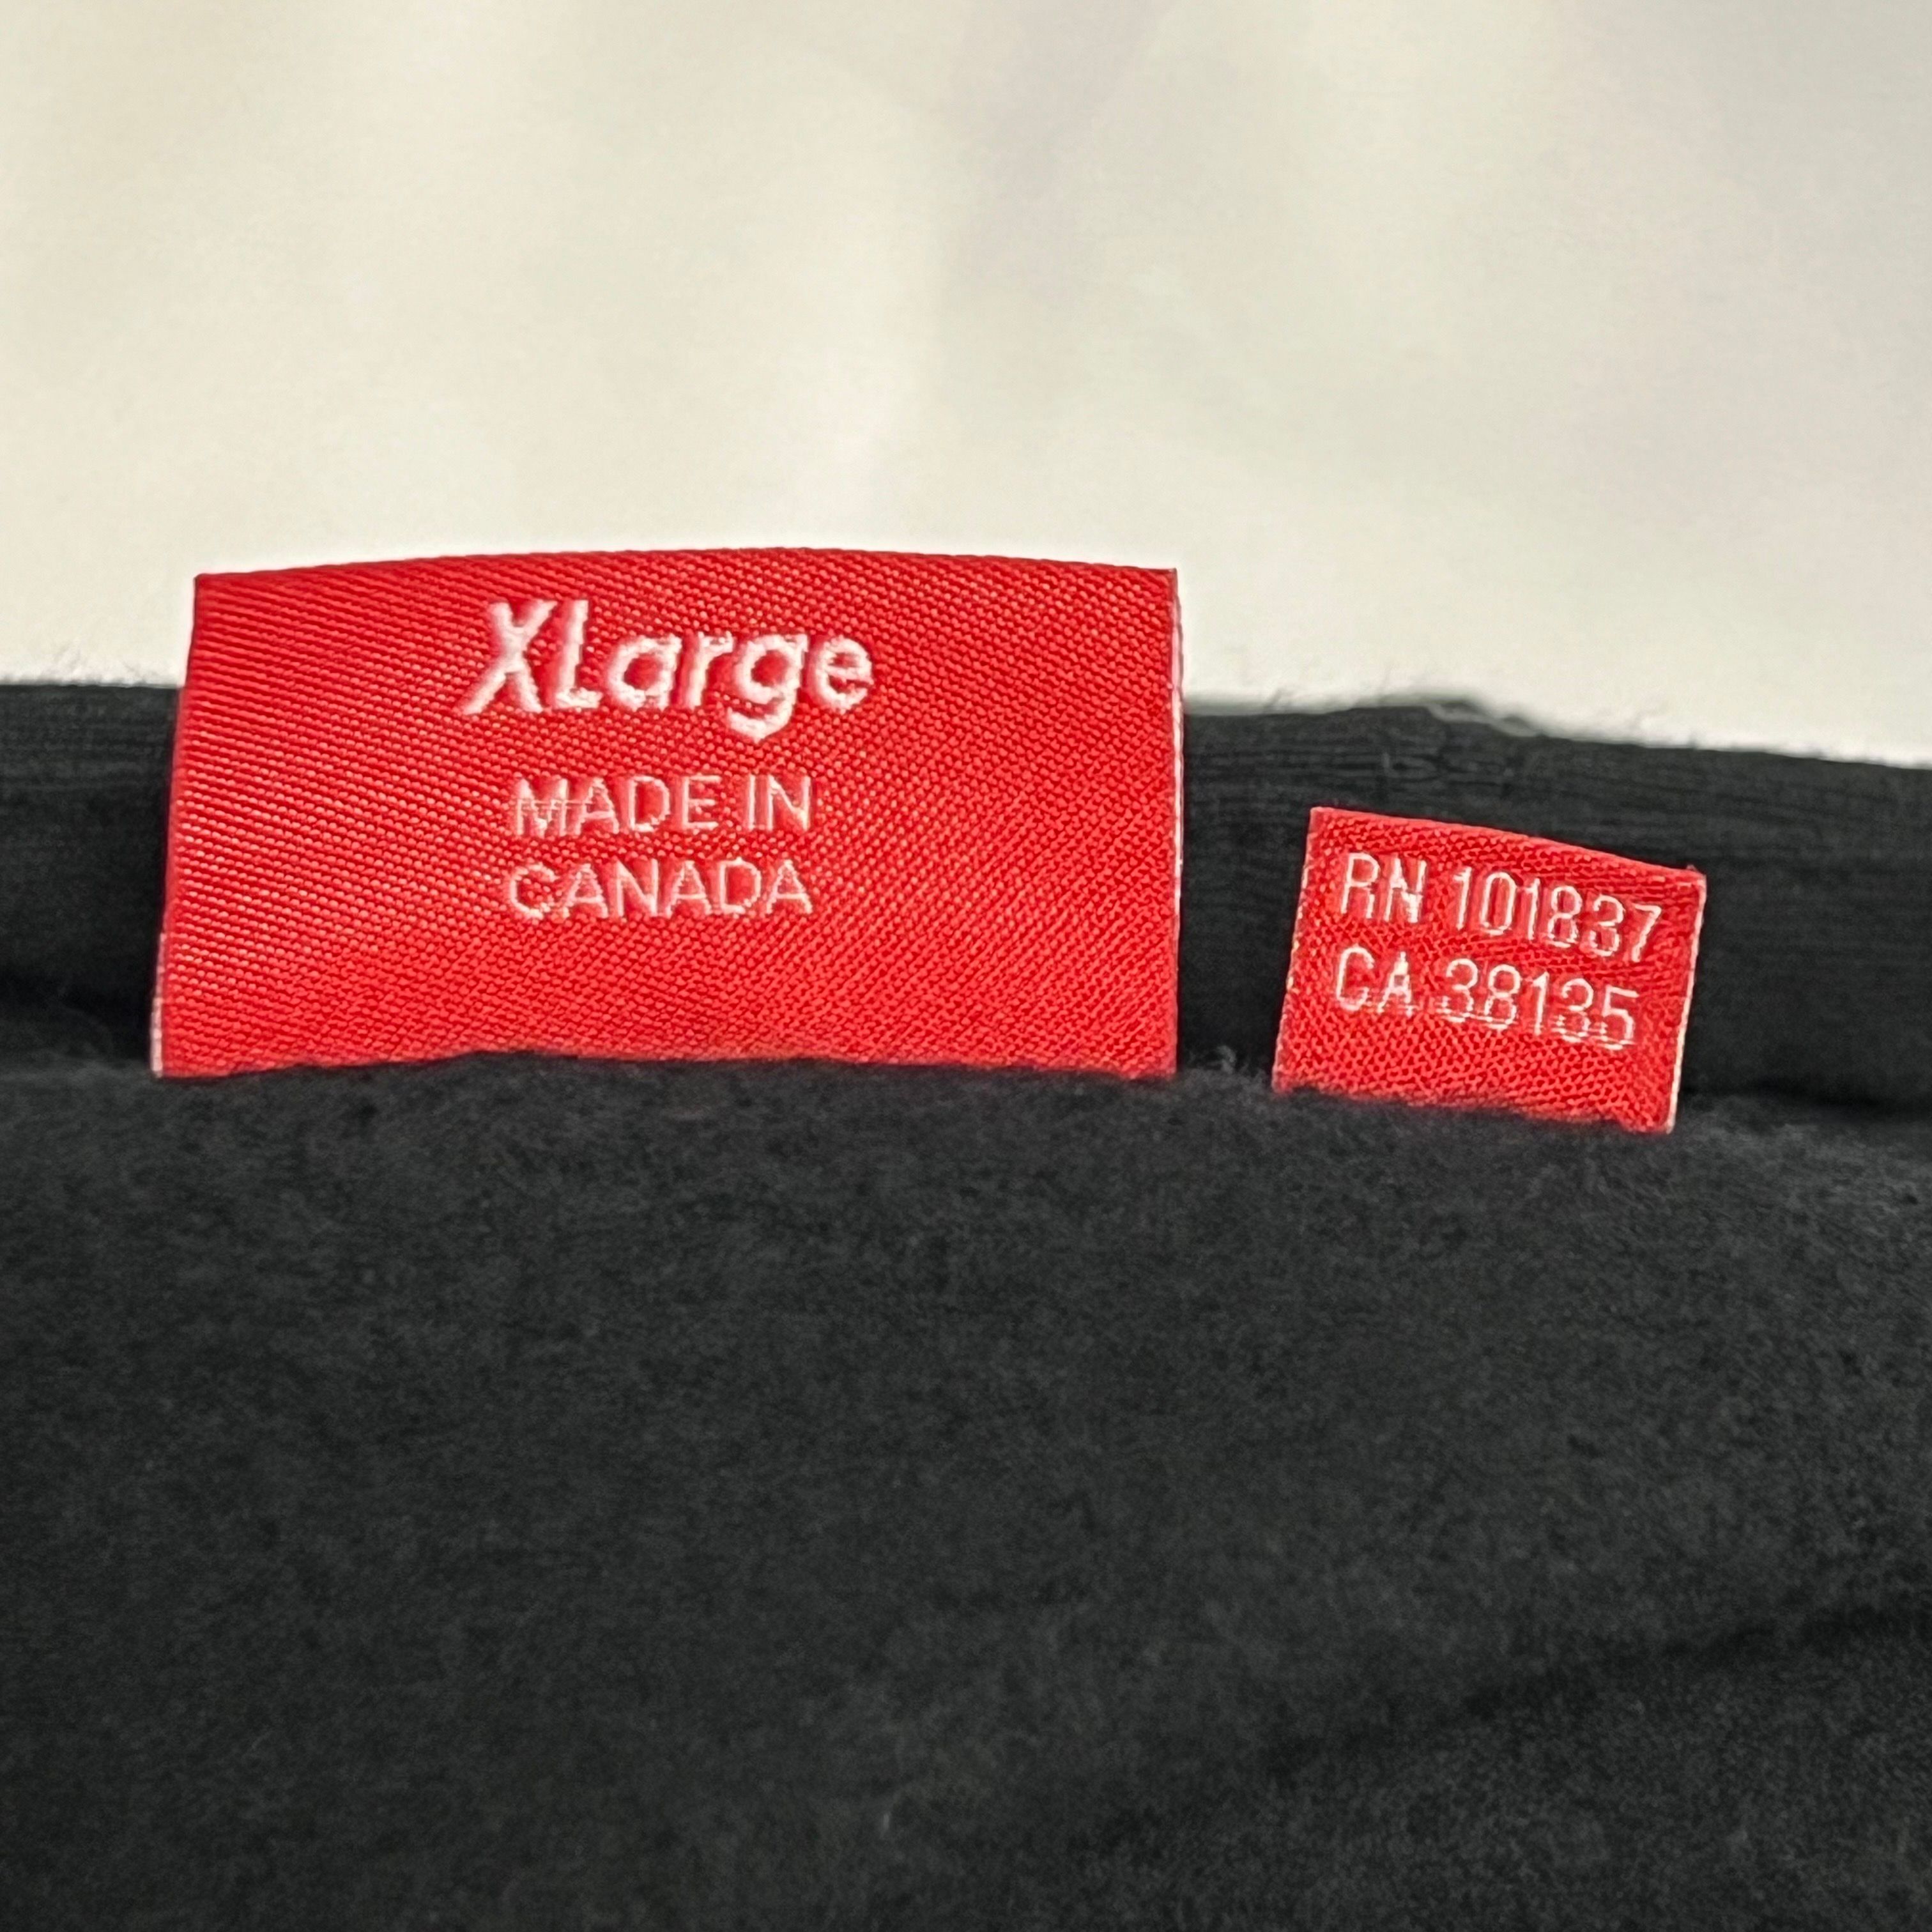 XLarge
MADE IN
CANADA
RN 101837
CA 38135